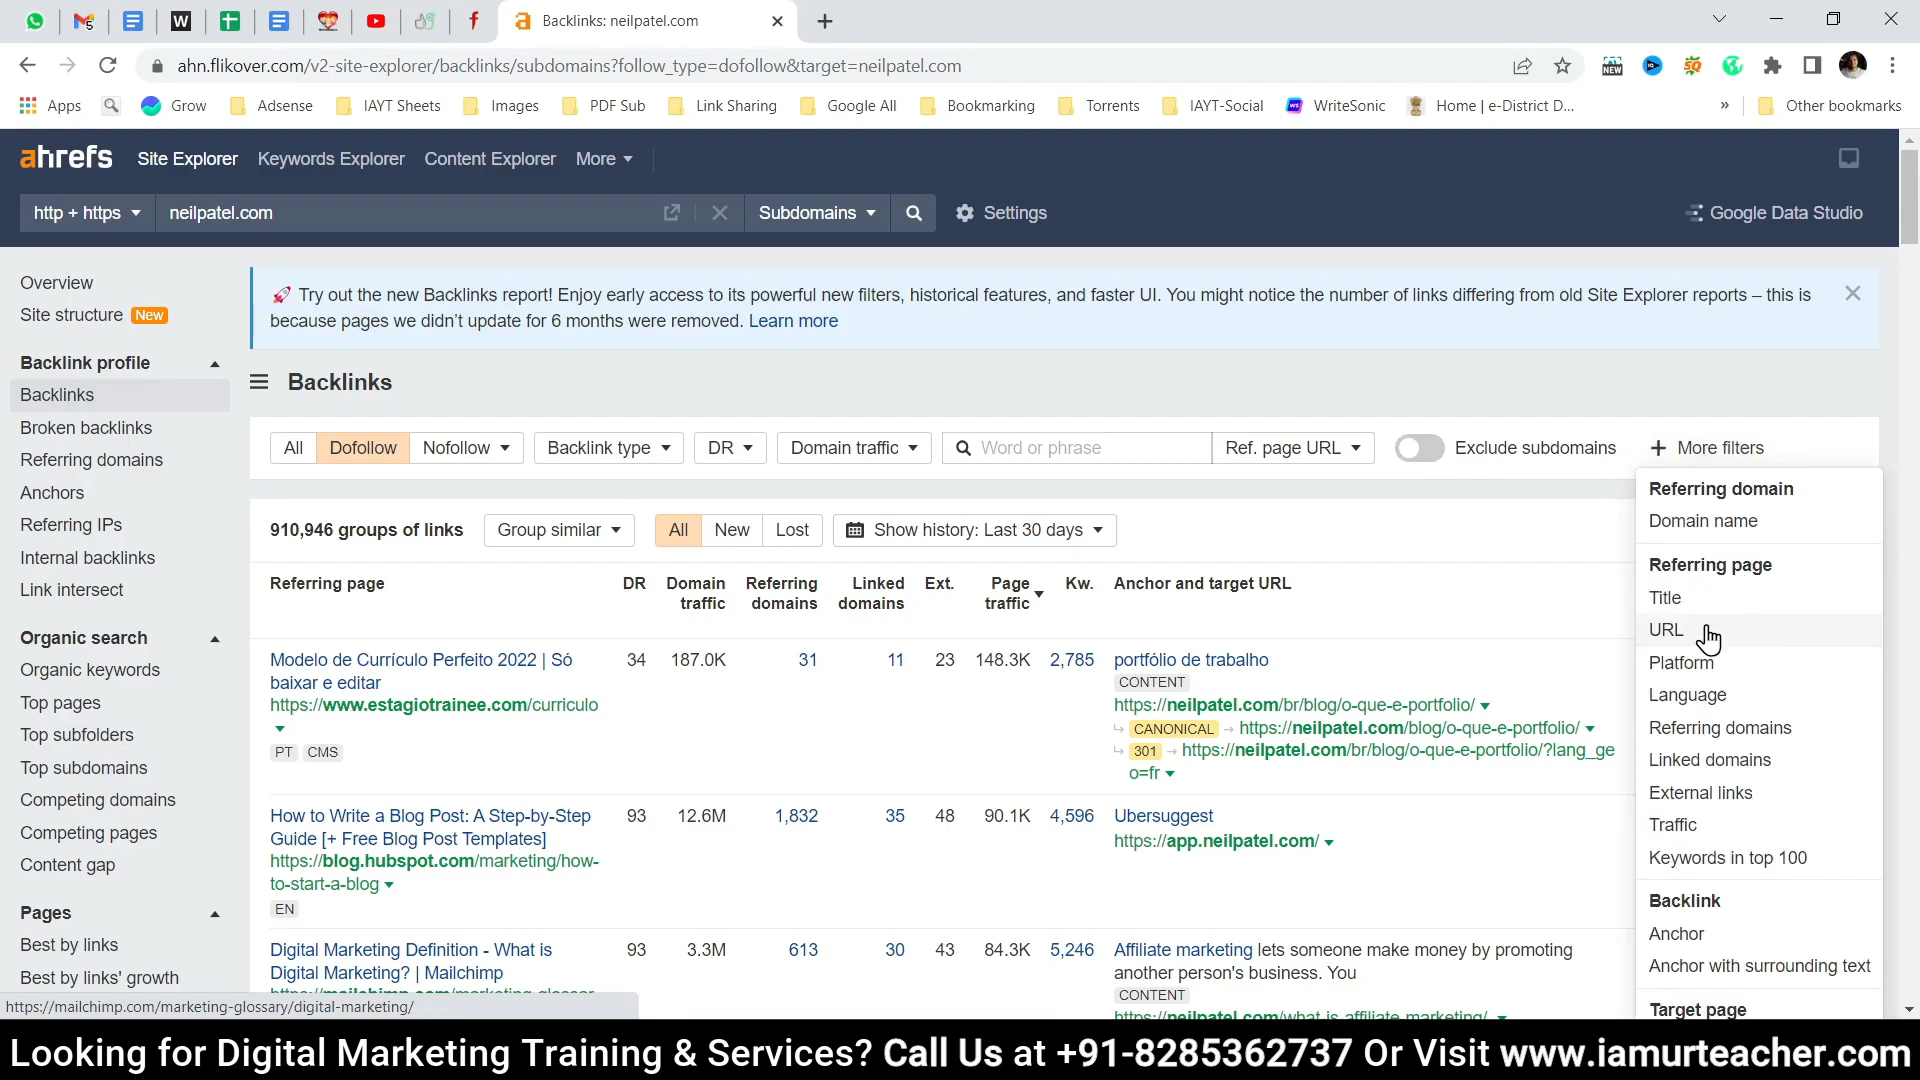 Backlinks: neilpatel.com
ahn.flikover.com/v2-site-explorer/backlinks/subdomains?follow_type=dofollow&target=neilpatel.com
Apps
Grow
Adsense
IAYT Sheets
Images
PDF Sub
Link Sharing
Google All
Bookmarking
Torrents
IAYT-Social
WriteSonic
Home | e-District D...
»
Other bookmarks
ahrefs Site Explorer Keywords Explorer Content Explorer More
http + https neilpatel.com Subdomains Settings Google Data Studio
Overview
Site structure New
Backlink profile
Backlinks
Broken backlinks
Referring domains
Anchors
Referring IPs
Internal backlinks
Link intersect
Organic search
Organic keywords
Top pages
Top subfolders
Top subdomains
Competing domains
Competing pages
Content gap
Pages
Best by links
Best by links' growth
🚀 Try out the new Backlinks report! Enjoy early access to its powerful new filters, historical features, and faster UI. You might notice the number of links differing from old Site Explorer reports – this is
because pages we didn't update for 6 months were removed. Learn more
Backlinks
All Dofollow Nofollow Backlink type DR Domain traffic Word or phrase Ref. page URL Exclude subdomains + More filters
910,946 groups of links Group similar All New Lost Show history: Last 30 days
Referring page DR Domain traffic Referring domains Linked domains Ext. Page traffic Kw. Anchor and target URL
Modelo de Currículo Perfeito 2022 | Só
baixar e editar
https://www.estagiotrainee.com/curriculo
PT CMS
34 187.0K 31 11 23 148.3K 2,785
portfólio de trabalho
CONTENT
https://neilpatel.com/br/blog/o-que-e-portfolio/
CANONICAL → https://neilpatel.com/blog/o-que-e-portfolio/
301 → https://neilpatel.com/br/blog/o-que-e-portfolio/?lang_ge
o=fr
How to Write a Blog Post: A Step-by-Step
Guide [+ Free Blog Post Templates]
https://blog.hubspot.com/marketing/how-
to-start-a-blog
EN
93 12.6M 1,832 35 48 90.1K 4,596
Ubersuggest
https://app.neilpatel.com/
Digital Marketing Definition - What is
Digital Marketing? | Mailchimp
https://mailchimp.com/marketing-glossar
93 3.3M 613 30 43 84.3K 5,246
Affiliate marketing lets someone make money by promoting
another person's business. You
CONTENT
https://neilpatel.com/what-is-affiliate-marketing/
Referring domain
Domain name
Referring page
Title
URL
Platform
Language
Referring domains
Linked domains
External links
Traffic
Keywords in top 100
Backlink
Anchor
Anchor with surrounding text
Target page
https://mailchimp.com/marketing-glossary/digital-marketing/
Looking for Digital Marketing Training & Services? Call Us at +91-8285362737 Or Visit www.iamurteacher.com